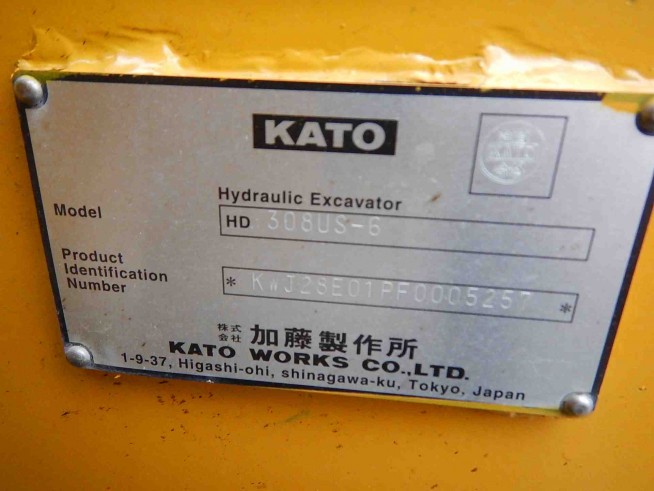 KATO
Hydraulic Excavator
Model HD 308US-6
Product
Identification
Number * KWJ28E01PF0005257 *
株式会社 加藤製作所
KATO WORKS CO.,LTD.
1-9-37, Higashi-ohi, shinagawa-ku, Tokyo, Japan